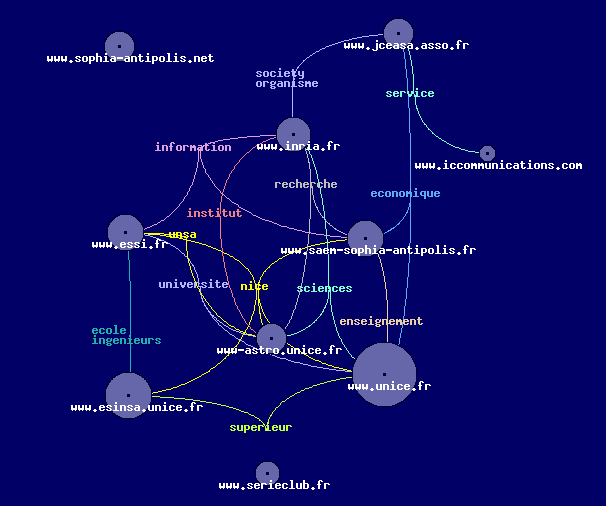 www.jceasa.asso.fr
www.sophia-antipolis.net
society
organisme
service
information
www.inria.fr
www.iccommunications.com
recherche
economique
institut
unsa
www.essi.fr
www.saem-sophia-antipolis.fr
universite
nice
sciences
enseignement
ecole
ingenieurs
www-astro.unice.fr
www.unice.fr
www.esinsa.unice.fr
superieur
www.serieclub.fr